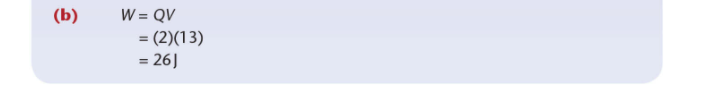 (b) W = QV
= (2)(13)
= 26 J